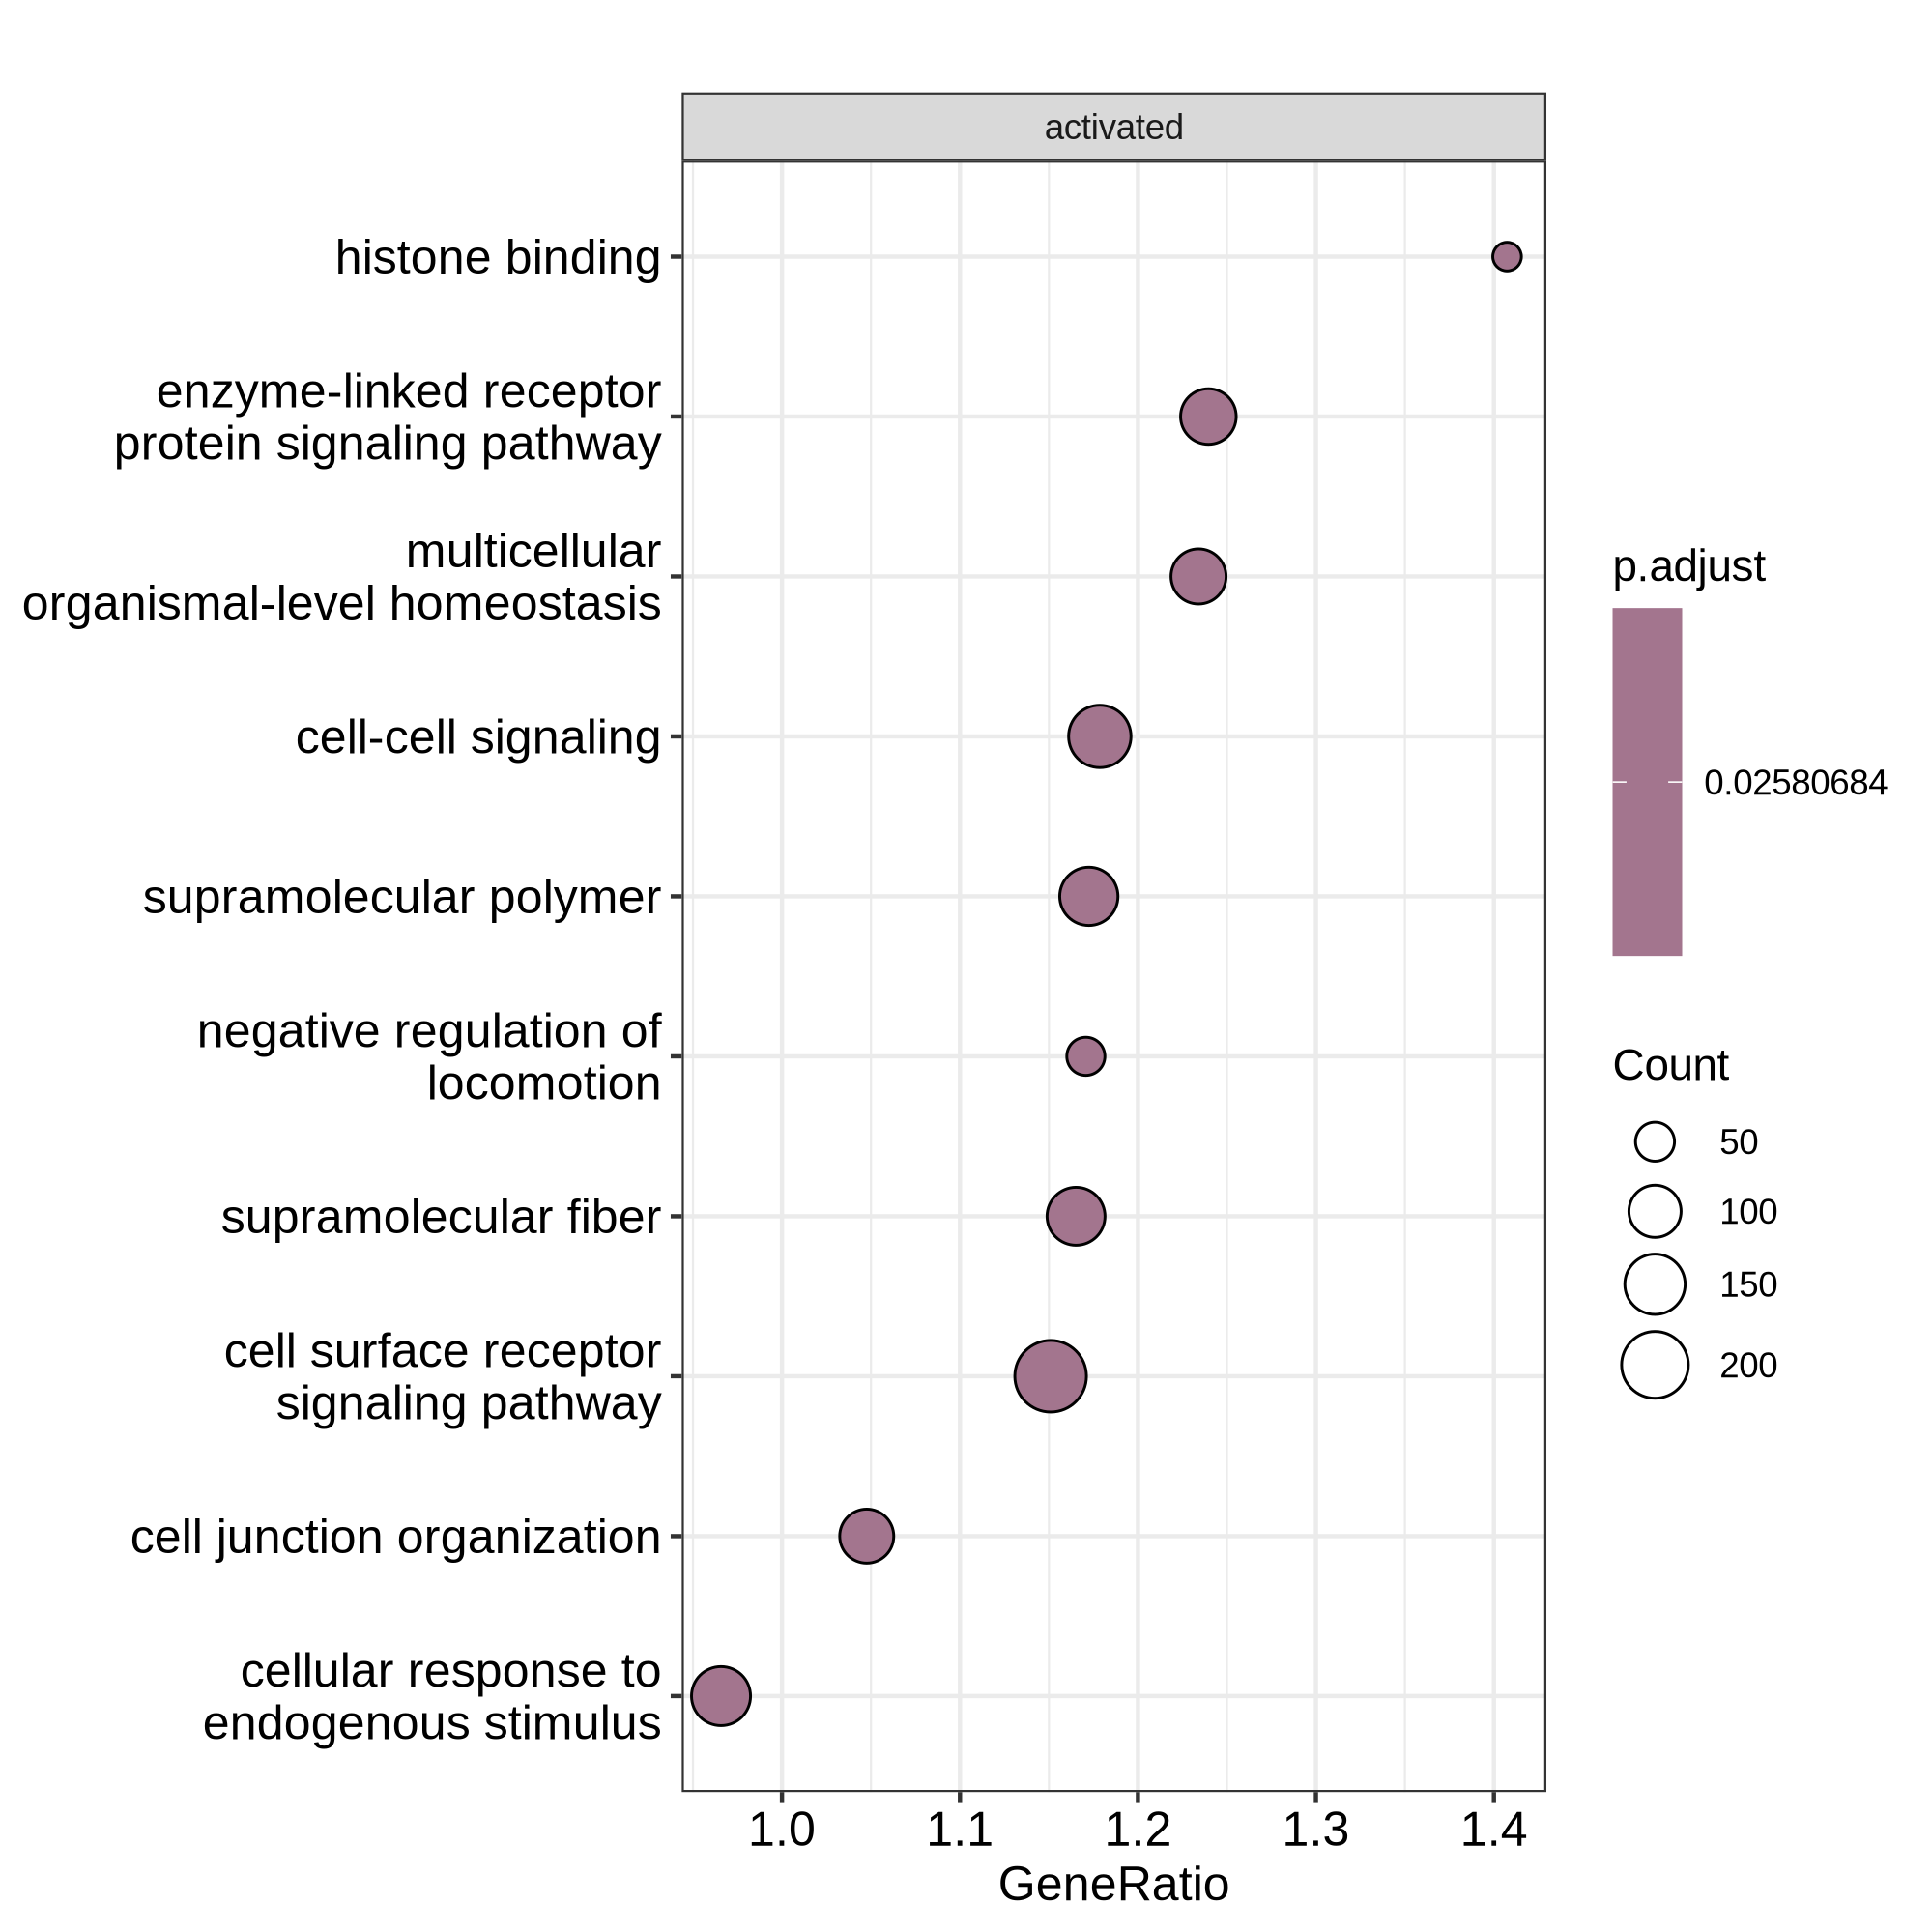 activated
histone binding
enzyme-linked receptor
protein signaling pathway
multicellular
organismal-level homeostasis
cell-cell signaling
supramolecular polymer
negative regulation of
locomotion
supramolecular fiber
cell surface receptor
signaling pathway
cell junction organization
cellular response to
endogenous stimulus
1.0 1.1 1.2 1.3 1.4
GeneRatio
p.adjust
0.02580684
Count
50
100
150
200